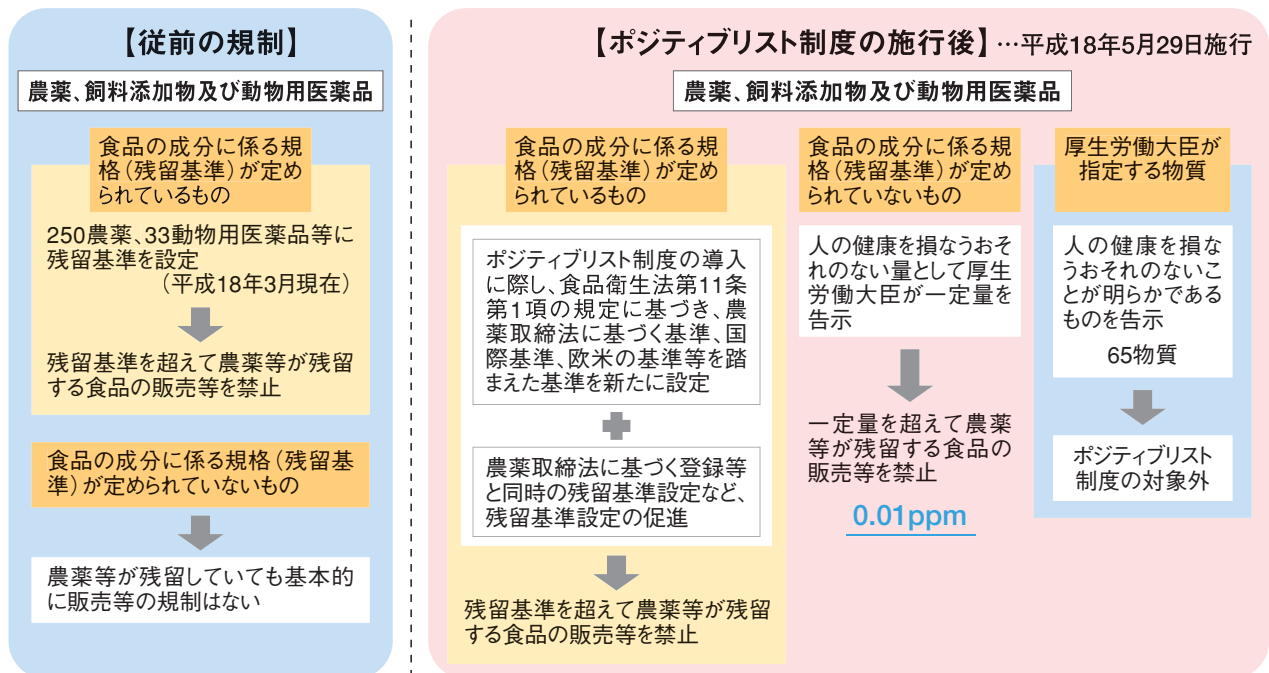 【従前の規制】
農薬、飼料添加物及び動物用医薬品
食品の成分に係る規
格（残留基準）が定め
られているもの
250農薬、33動物用医薬品等に
残留基準を設定
（平成18年3月現在）
残留基準を超えて農薬等が残留
する食品の販売等を禁止
食品の成分に係る規格（残留基
準）が定められていないもの
農薬等が残留していても基本的
に販売等の規制はない
【ポジティブリスト制度の施行後】…平成18年5月29日施行
農薬、飼料添加物及び動物用医薬品
食品の成分に係る規
格（残留基準）が定め
られているもの
ポジティブリスト制度の導入
に際し、食品衛生法第11条
第1項の規定に基づき、農
薬取締法に基づく基準、国
際基準、欧米の基準等を踏
まえた基準を新たに設定
農薬取締法に基づく登録等
と同時の残留基準設定など、
残留基準設定の促進
残留基準を超えて農薬等が残留
する食品の販売等を禁止
食品の成分に係る規
格（残留基準）が定め
られていないもの
人の健康を損なうおそ
れのない量として厚生
労働大臣が一定量を
告示
一定量を超えて農薬
等が残留する食品の
販売等を禁止
0.01ppm
厚生労働大臣が
指定する物質
人の健康を損な
うおそれのないこ
とが明らかである
ものを告示
65物質
ポジティブリスト
制度の対象外